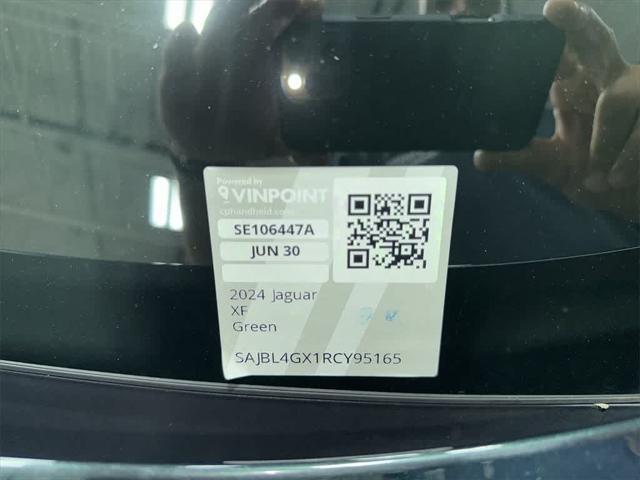 Powered by
VINPOINT
cphandheld.com
SE106447A
JUN 30
2024 Jaguar
XF
Green
SAJBL4GX1RCY95165